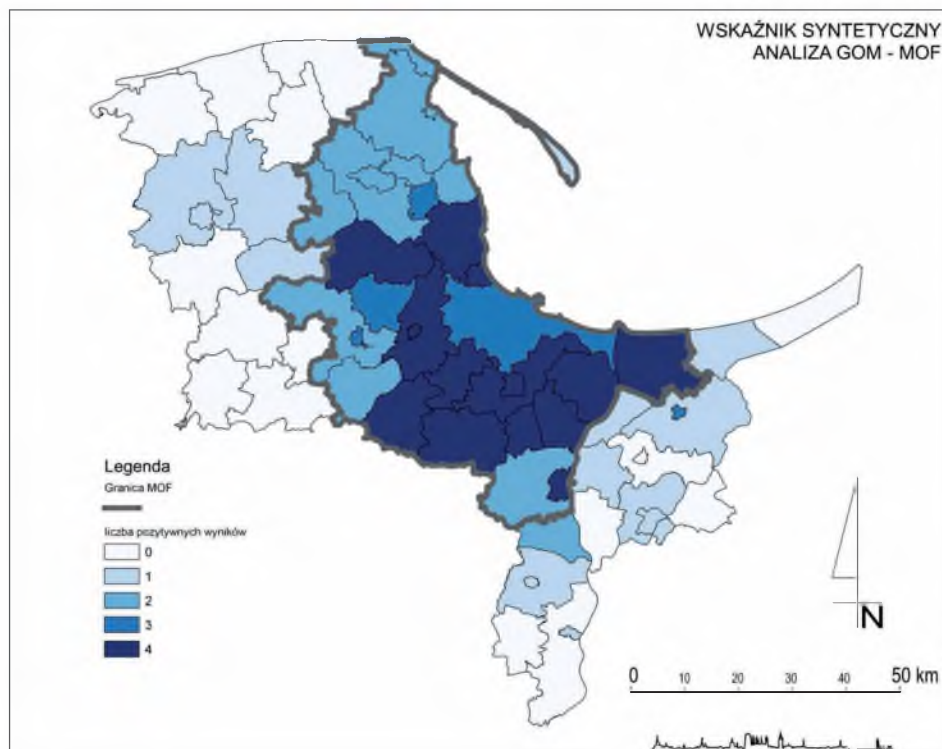 WSKAŹNIK SYNTETYCZNY
ANALIZA GOM - MOF
Legenda
Granica MOF
liczba pozytywnych wyników
0
1
2
3
4
N
0 10 20 30 40 50 km